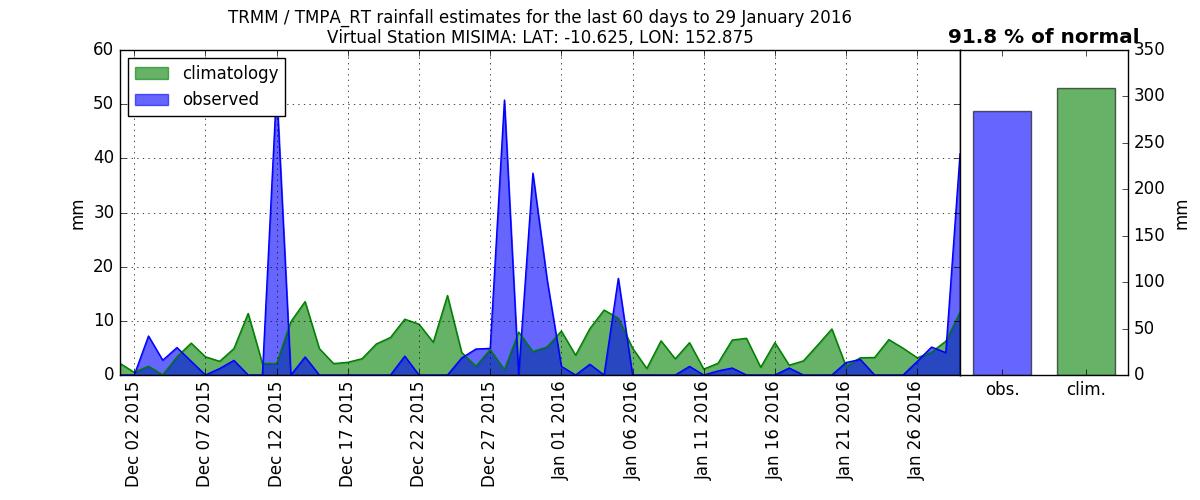 TRMM / TMPA_RT rainfall estimates for the last 60 days to 29 January 2016
Virtual Station MISIMA: LAT: -10.625, LON: 152.875
91.8 % of normal
climatology
observed
60
50
40
30
20
10
0
mm
350
300
250
200
150
100
50
0
mm
Dec 02 2015
Dec 07 2015
Dec 12 2015
Dec 17 2015
Dec 22 2015
Dec 27 2015
Jan 01 2016
Jan 06 2016
Jan 11 2016
Jan 16 2016
Jan 21 2016
Jan 26 2016
obs.
clim.